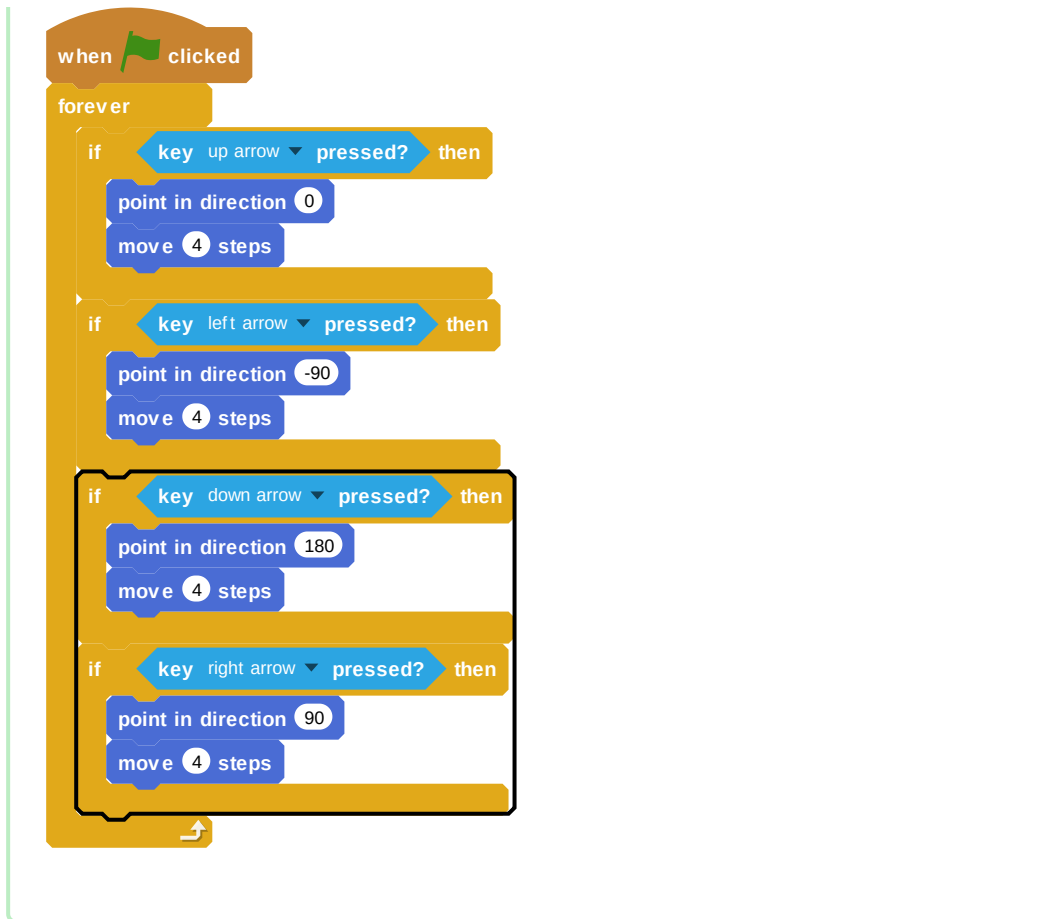 when clicked
forever
if key up arrow pressed? then
point in direction 0
move 4 steps
if key left arrow pressed? then
point in direction -90
move 4 steps
if key down arrow pressed? then
point in direction 180
move 4 steps
if key right arrow pressed? then
point in direction 90
move 4 steps